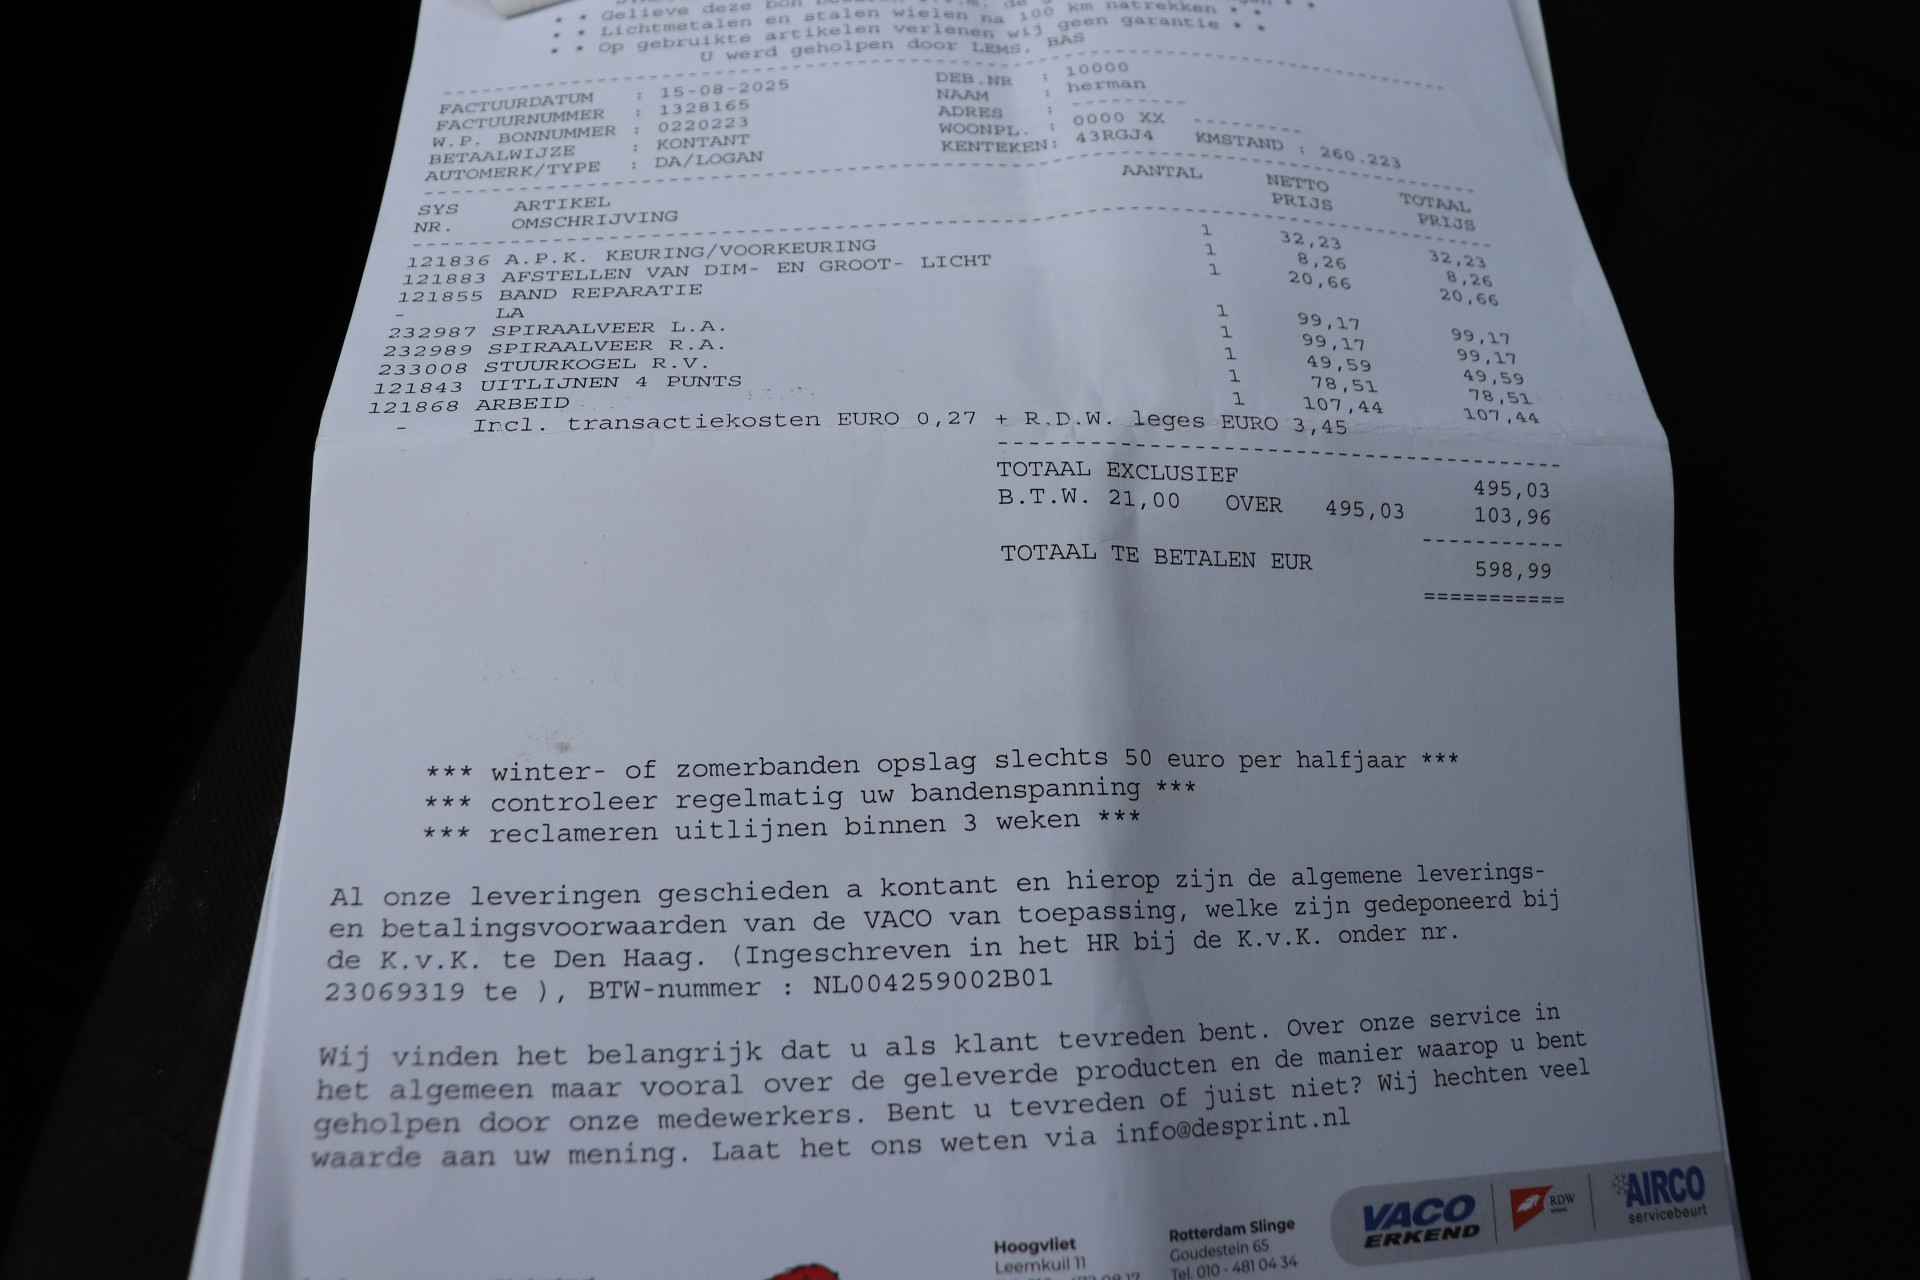 * * Gelieve deze bon
* * Lichtmetalen en stalen wielen na 100 km natrekken * *
* * Op gebruikte artikelen verlenen wij geen garantie * *
U werd geholpen door LEMS, BAS
FACTUURDATUM : 15-08-2025 DEB.NR : 10000
FACTUURNUMMER : 1328165 NAAM : herman
W.P. BONNUMMER : 0220223 ADRES : ---------
BETAALWIJZE : KONTANT WOONPL. : 0000 XX ---------
AUTOMERK/TYPE : DA/LOGAN KENTEKEN: 43RGJ4 KMSTAND : 260.223
SYS ARTIKEL AANTAL NETTO TOTAAL
NR. OMSCHRIJVING PRIJS PRIJS
121836 A.P.K. KEURING/VOORKEURING 1 32,23 32,23
121883 AFSTELLEN VAN DIM- EN GROOT- LICHT 1 8,26 8,26
121855 BAND REPARATIE 1 20,66 20,66
- LA
232987 SPIRAALVEER L.A. 1 99,17 99,17
232989 SPIRAALVEER R.A. 1 99,17 99,17
233008 STUURKOGEL R.V. 1 49,59 49,59
121843 UITLIJNEN 4 PUNTS 1 78,51 78,51
121868 ARBEID 1 107,44 107,44
- Incl. transactiekosten EURO 0,27 + R.D.W. leges EURO 3,45
TOTAAL EXCLUSIEF 495,03
B.T.W. 21,00 OVER 495,03 103,96
TOTAAL TE BETALEN EUR 598,99
===========
*** winter- of zomerbanden opslag slechts 50 euro per halfjaar ***
*** controleer regelmatig uw bandenspanning ***
*** reclameren uitlijnen binnen 3 weken ***
Al onze leveringen geschieden a kontant en hierop zijn de algemene leverings-
en betalingsvoorwaarden van de VACO van toepassing, welke zijn gedeponeerd bij
de K.v.K. te Den Haag. (Ingeschreven in het HR bij de K.v.K. onder nr.
23069319 te ), BTW-nummer : NL004259002B01
Wij vinden het belangrijk dat u als klant tevreden bent. Over onze service in
het algemeen maar vooral over de geleverde producten en de manier waarop u bent
geholpen door onze medewerkers. Bent u tevreden of juist niet? Wij hechten veel
waarde aan uw mening. Laat het ons weten via info@desprint.nl
VACO ERKEND
RDW
AIRCO servicebeurt
Hoogvliet
Leemkuil 11
Rotterdam Slinge
Goudestein 65
Tel. 010 - 481 04 34